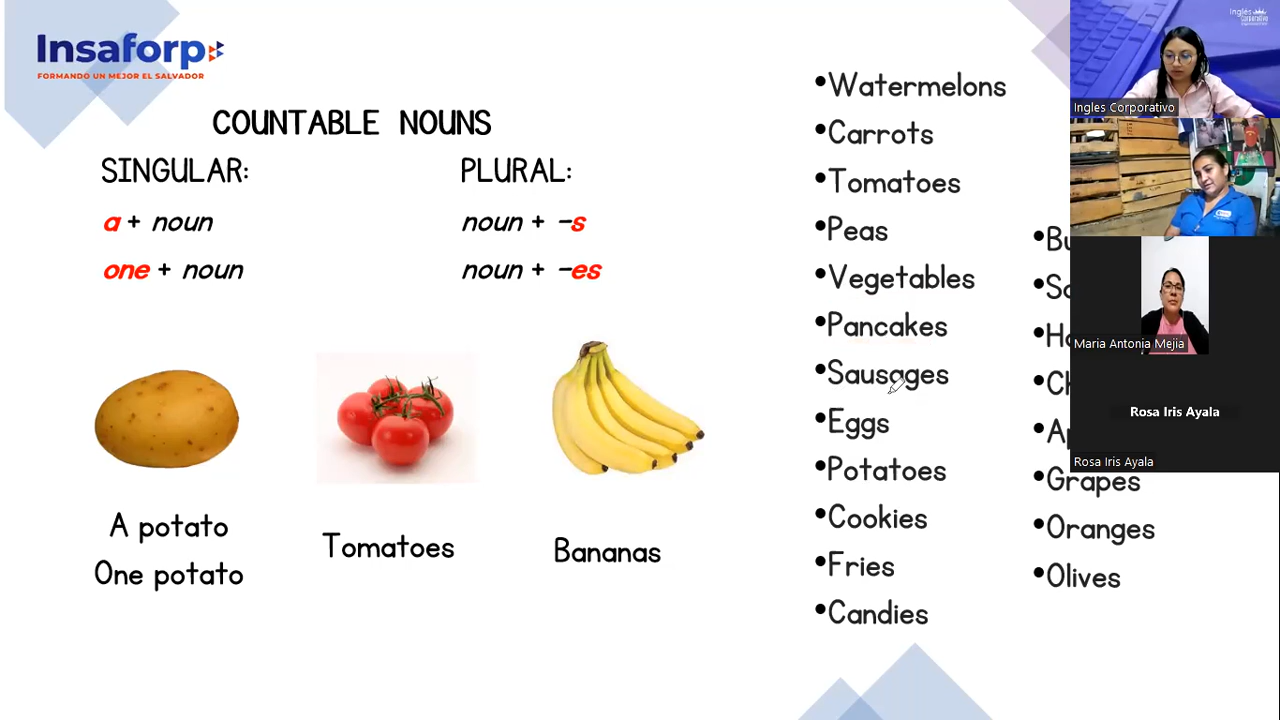 Insaforp
FORMANDO UN MEJOR EL SALVADOR
COUNTABLE NOUNS
SINGULAR:
a + noun
one + noun
PLURAL:
noun + -s
noun + -es
A potato
One potato
Tomatoes
Bananas
•Watermelons
•Carrots
•Tomatoes
•Peas
•Vegetables
•Pancakes
•Sausages
•Eggs
•Potatoes
•Cookies
•Fries
•Candies
•Grapes
•Oranges
•Olives
Inglés
Corporativo
Ingles Corporativo
Maria Antonia Mejia
Rosa Iris Ayala
Rosa Iris Ayala